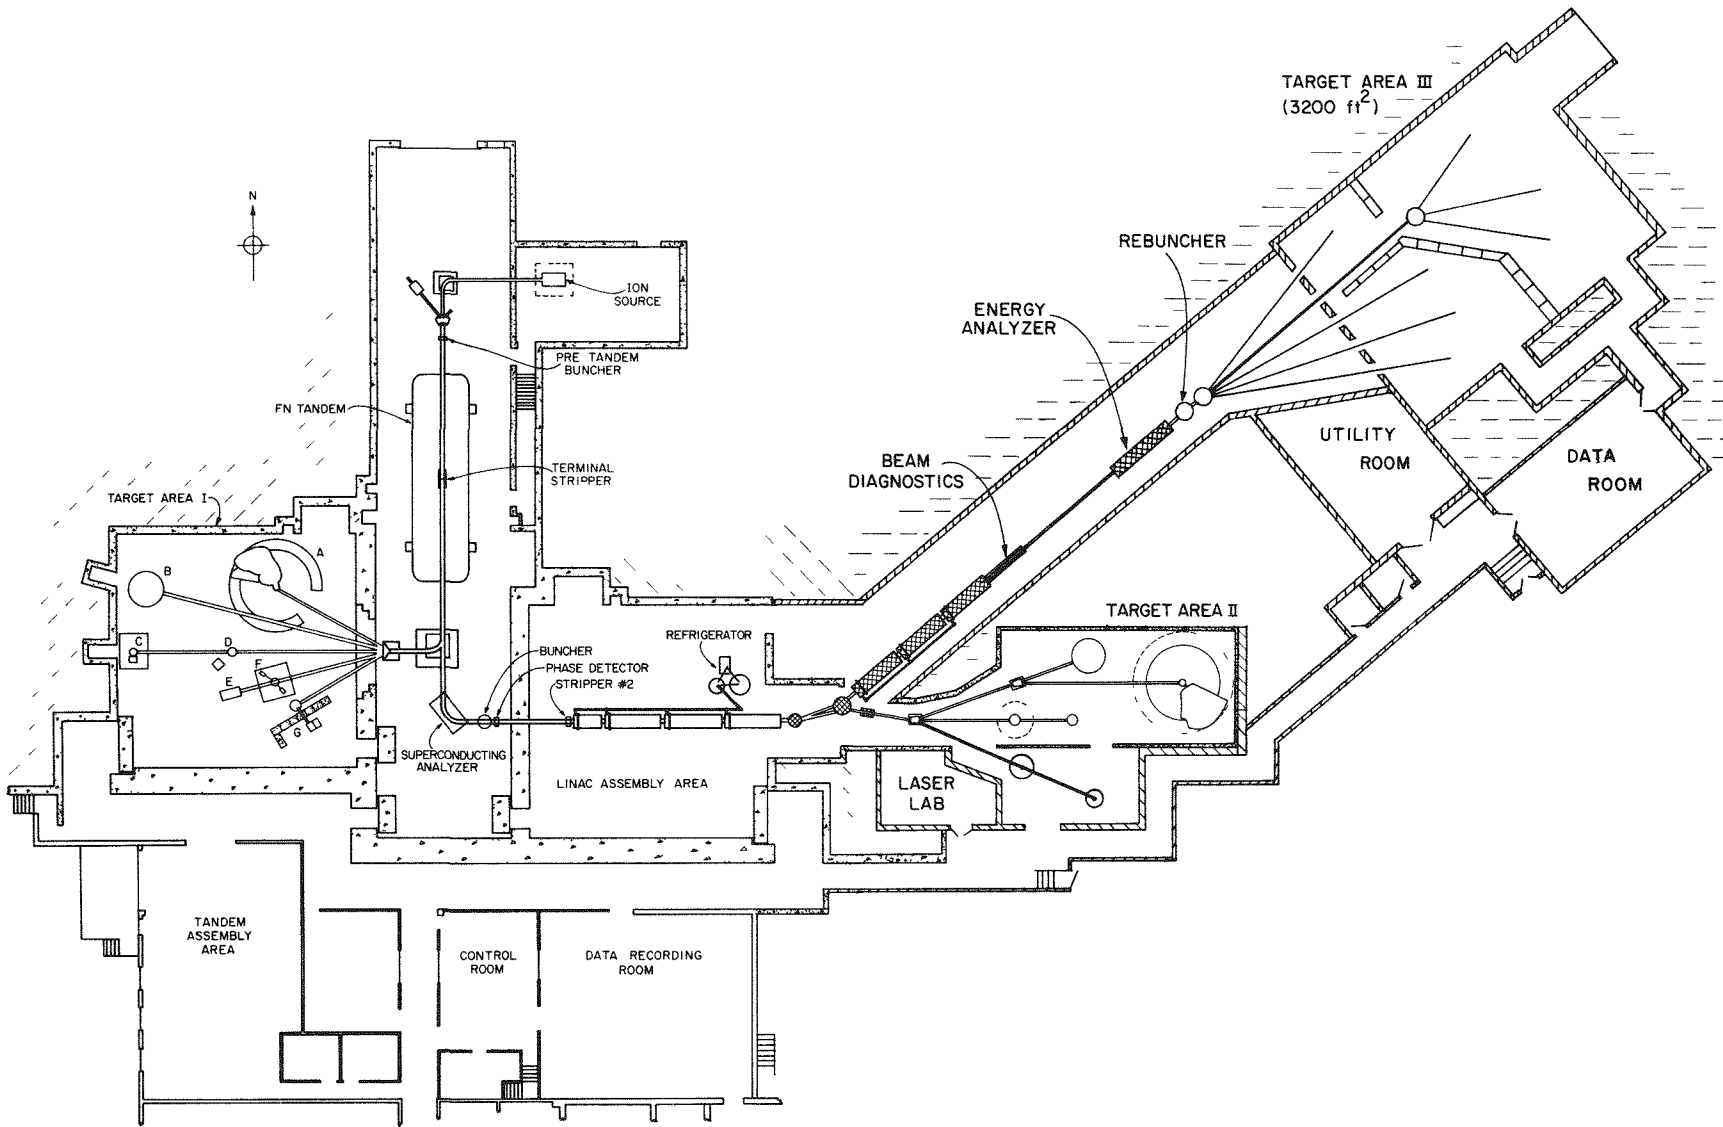 TARGET AREA III
(3200 ft²)
N
REBUNCHER
ION
SOURCE
ENERGY
ANALYZER
PRE TANDEM
BUNCHER
FN TANDEM
UTILITY
ROOM
DATA
ROOM
BEAM
DIAGNOSTICS
TERMINAL
STRIPPER
TARGET AREA I
A
B
TARGET AREA II
C
D
REFRIGERATOR
BUNCHER
PHASE DETECTOR
STRIPPER #2
F
E
G
SUPERCONDUCTING
ANALYZER
LINAC ASSEMBLY AREA
LASER
LAB
TANDEM
ASSEMBLY
AREA
CONTROL
ROOM
DATA RECORDING
ROOM